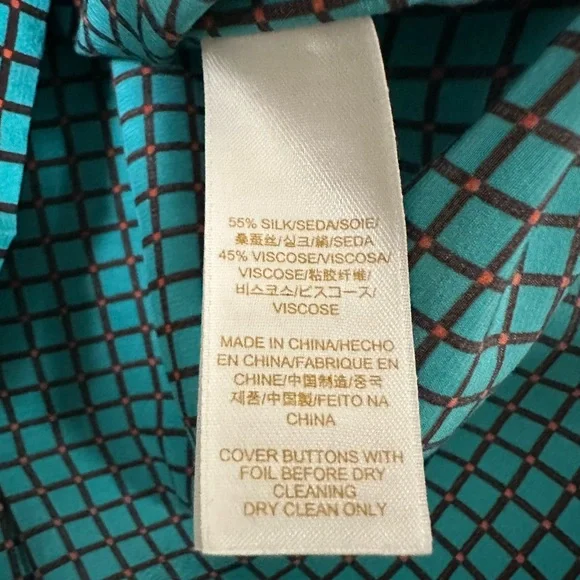 55% SILK/SEDA/SOIE/
桑蚕丝/실크/絹/SEDA
45% VISCOSE/VISCOSA/
VISCOSE/粘胶纤维/
비스코스/ビスコース/
VISCOSE
MADE IN CHINA/HECHO
EN CHINA/FABRIQUE EN
CHINE/中国制造/중국
제품/中国製/FEITO NA
CHINA
COVER BUTTONS WITH
FOIL BEFORE DRY
CLEANING
DRY CLEAN ONLY